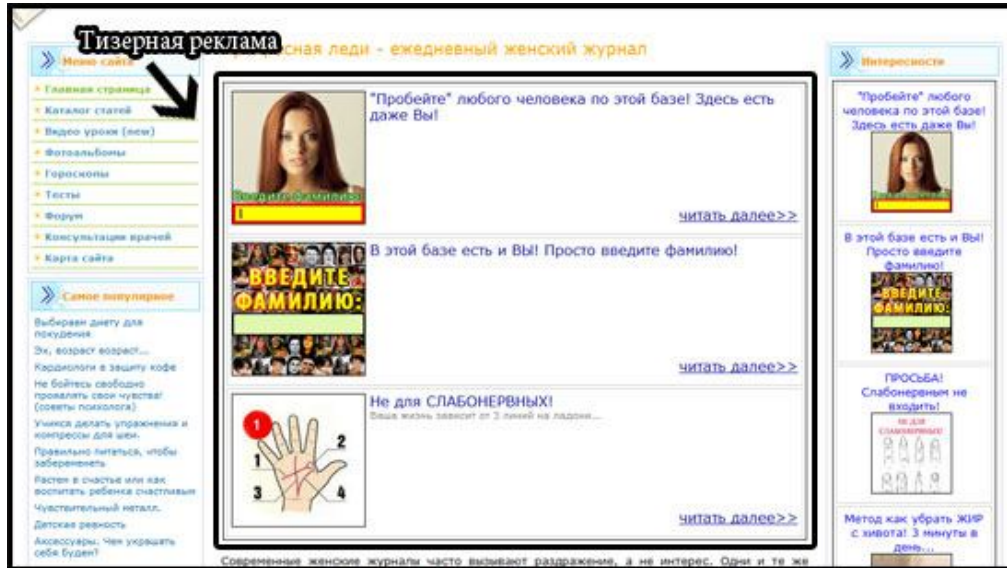 Тизерная реклама
красная леди - ежедневный женский журнал
Меню сайта
Главная страница
Каталог статей
Видео уроки (new)
Фотоальбомы
Гороскопы
Тесты
Форум
Консультации врачей
Карта сайта
Самое популярное
Выбираем диету для
похудения
Эх, возраст возраст...
Кардиологи в защиту кофе
Не бойтесь свободно
проявлять свои чувства!
(советы психолога)
Учимся делать упражнения и
компрессы для шеи.
Правильно питаться, чтобы
забеременеть
Растем в счастье или как
воспитать ребенка счастливым
Чувствительный металл.
Детская ревность
Аксессуары. Чем украшать
себя будем?
"Пробейте" любого человека по этой базе! Здесь есть
даже Вы!
Введите фамилию
читать далее>>
В этой базе есть и ВЫ! Просто введите фамилию!
ВВЕДИТЕ
ФАМИЛИЮ:
читать далее>>
Не для СЛАБОНЕРВНЫХ!
Ваша жизнь зависит от 3 линий на ладони...
1
1
2
3
4
читать далее>>
Современные женские журналы часто вызывают раздражение, а не интерес. Одни и те же
Интересности
"Пробейте" любого
человека по этой базе!
Здесь есть даже Вы!
В этой базе есть и ВЫ!
Просто введите
фамилию!
ВВЕДИТЕ
ФАМИЛИЮ:
ПРОСЬБА!
Слабонервным не
входить!
НЕ ДЛЯ
СЛАБОНЕРВНЫХ!
Метод как убрать ЖИР
с живота! 3 минуты в
день...